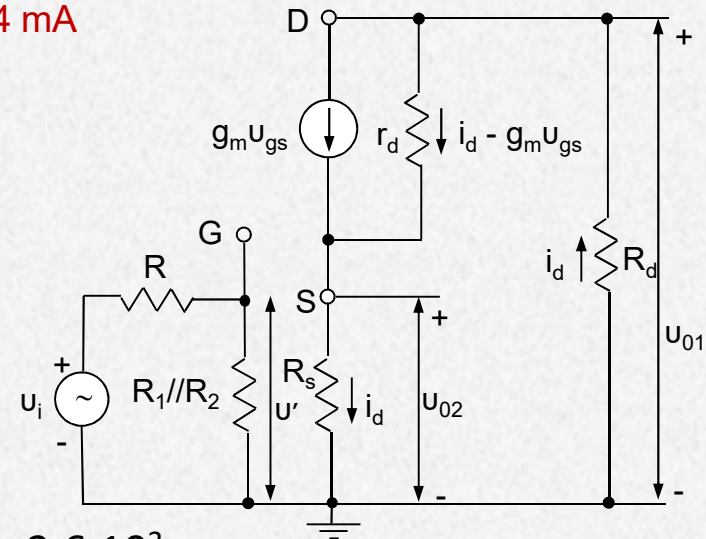 4 mA
D
+
gmυgs
rd
id - gmυgs
G
R
id
Rd
S
+
υ01
+
Rs
υi
~
R1//R2
υ′
id
υ02
-
-
-